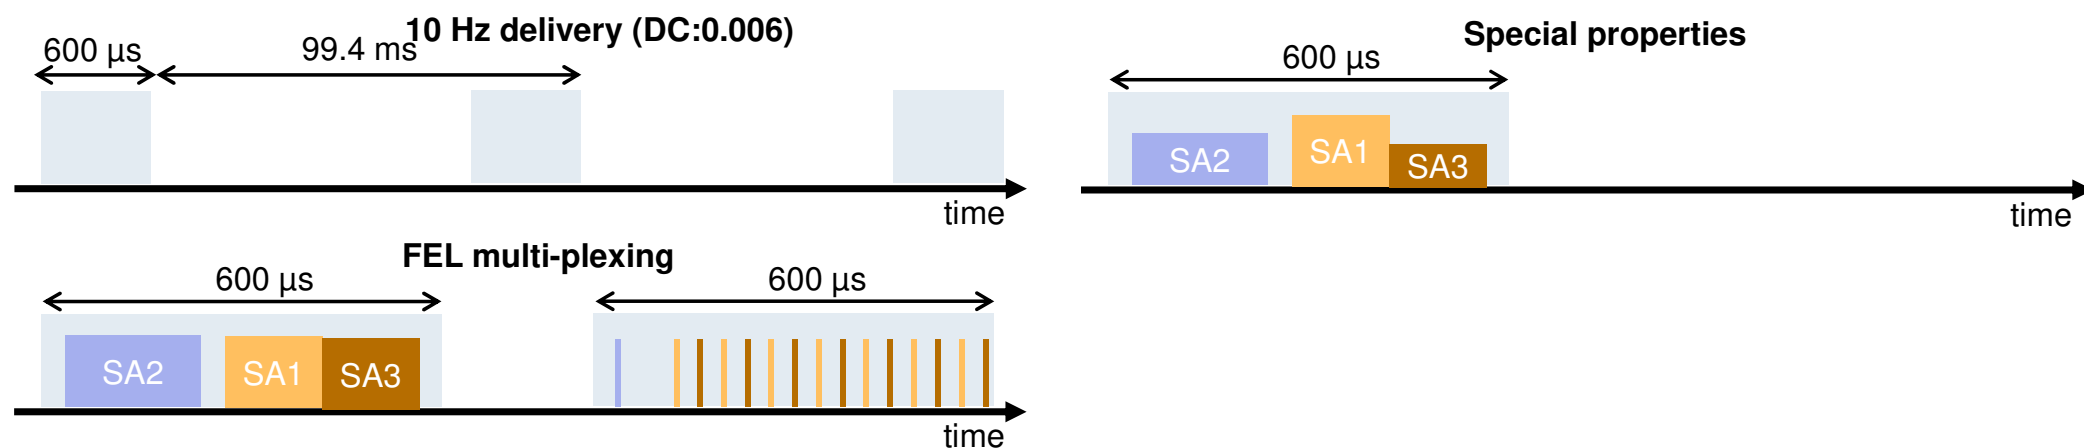 10 Hz delivery (DC:0.006)
600 µs
99.4 ms
time
Special properties
600 µs
SA2
SA1
SA3
time
FEL multi-plexing
600 µs
600 µs
SA2
SA1
SA3
time